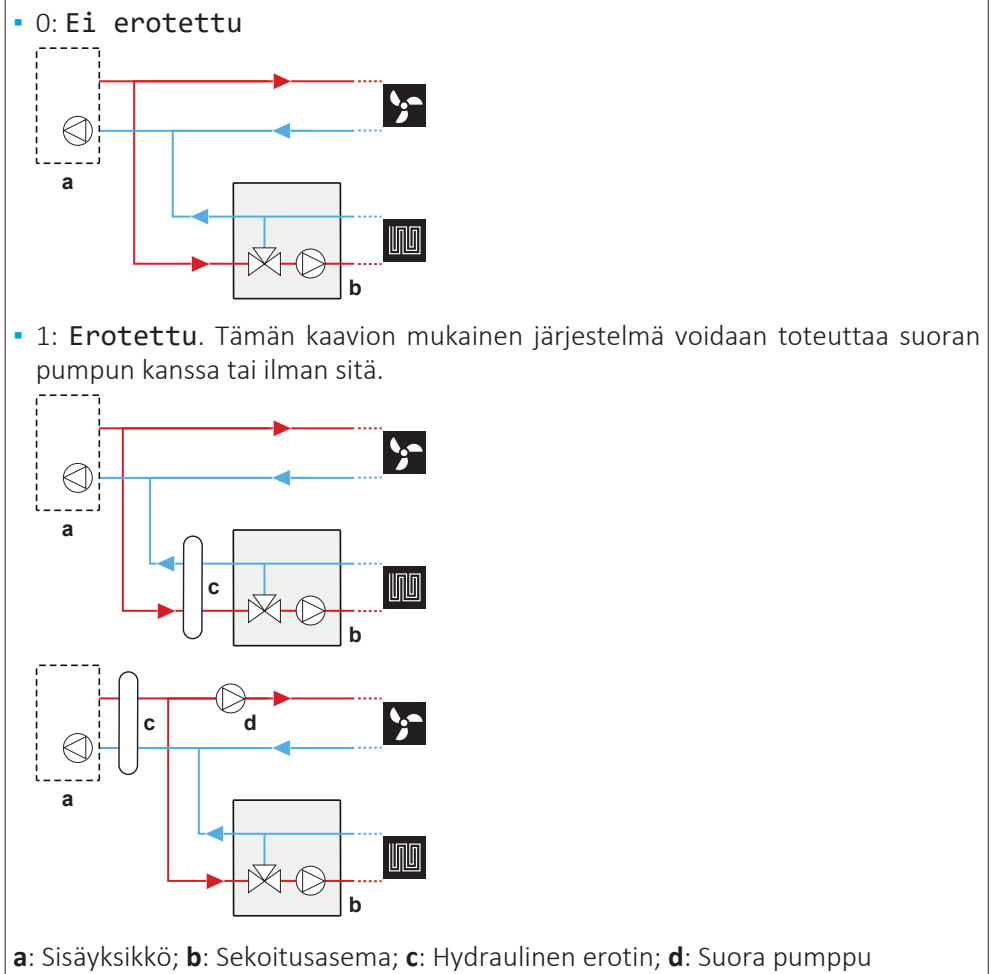 ▪ 0: Ei erotettu
a
b
▪ 1: Erotettu. Tämän kaavion mukainen järjestelmä voidaan toteuttaa suoran
pumpun kanssa tai ilman sitä.
a
c
b
c
d
a
b
a: Sisäyksikkö; b: Sekoitusasema; c: Hydraulinen erotin; d: Suora pumppu